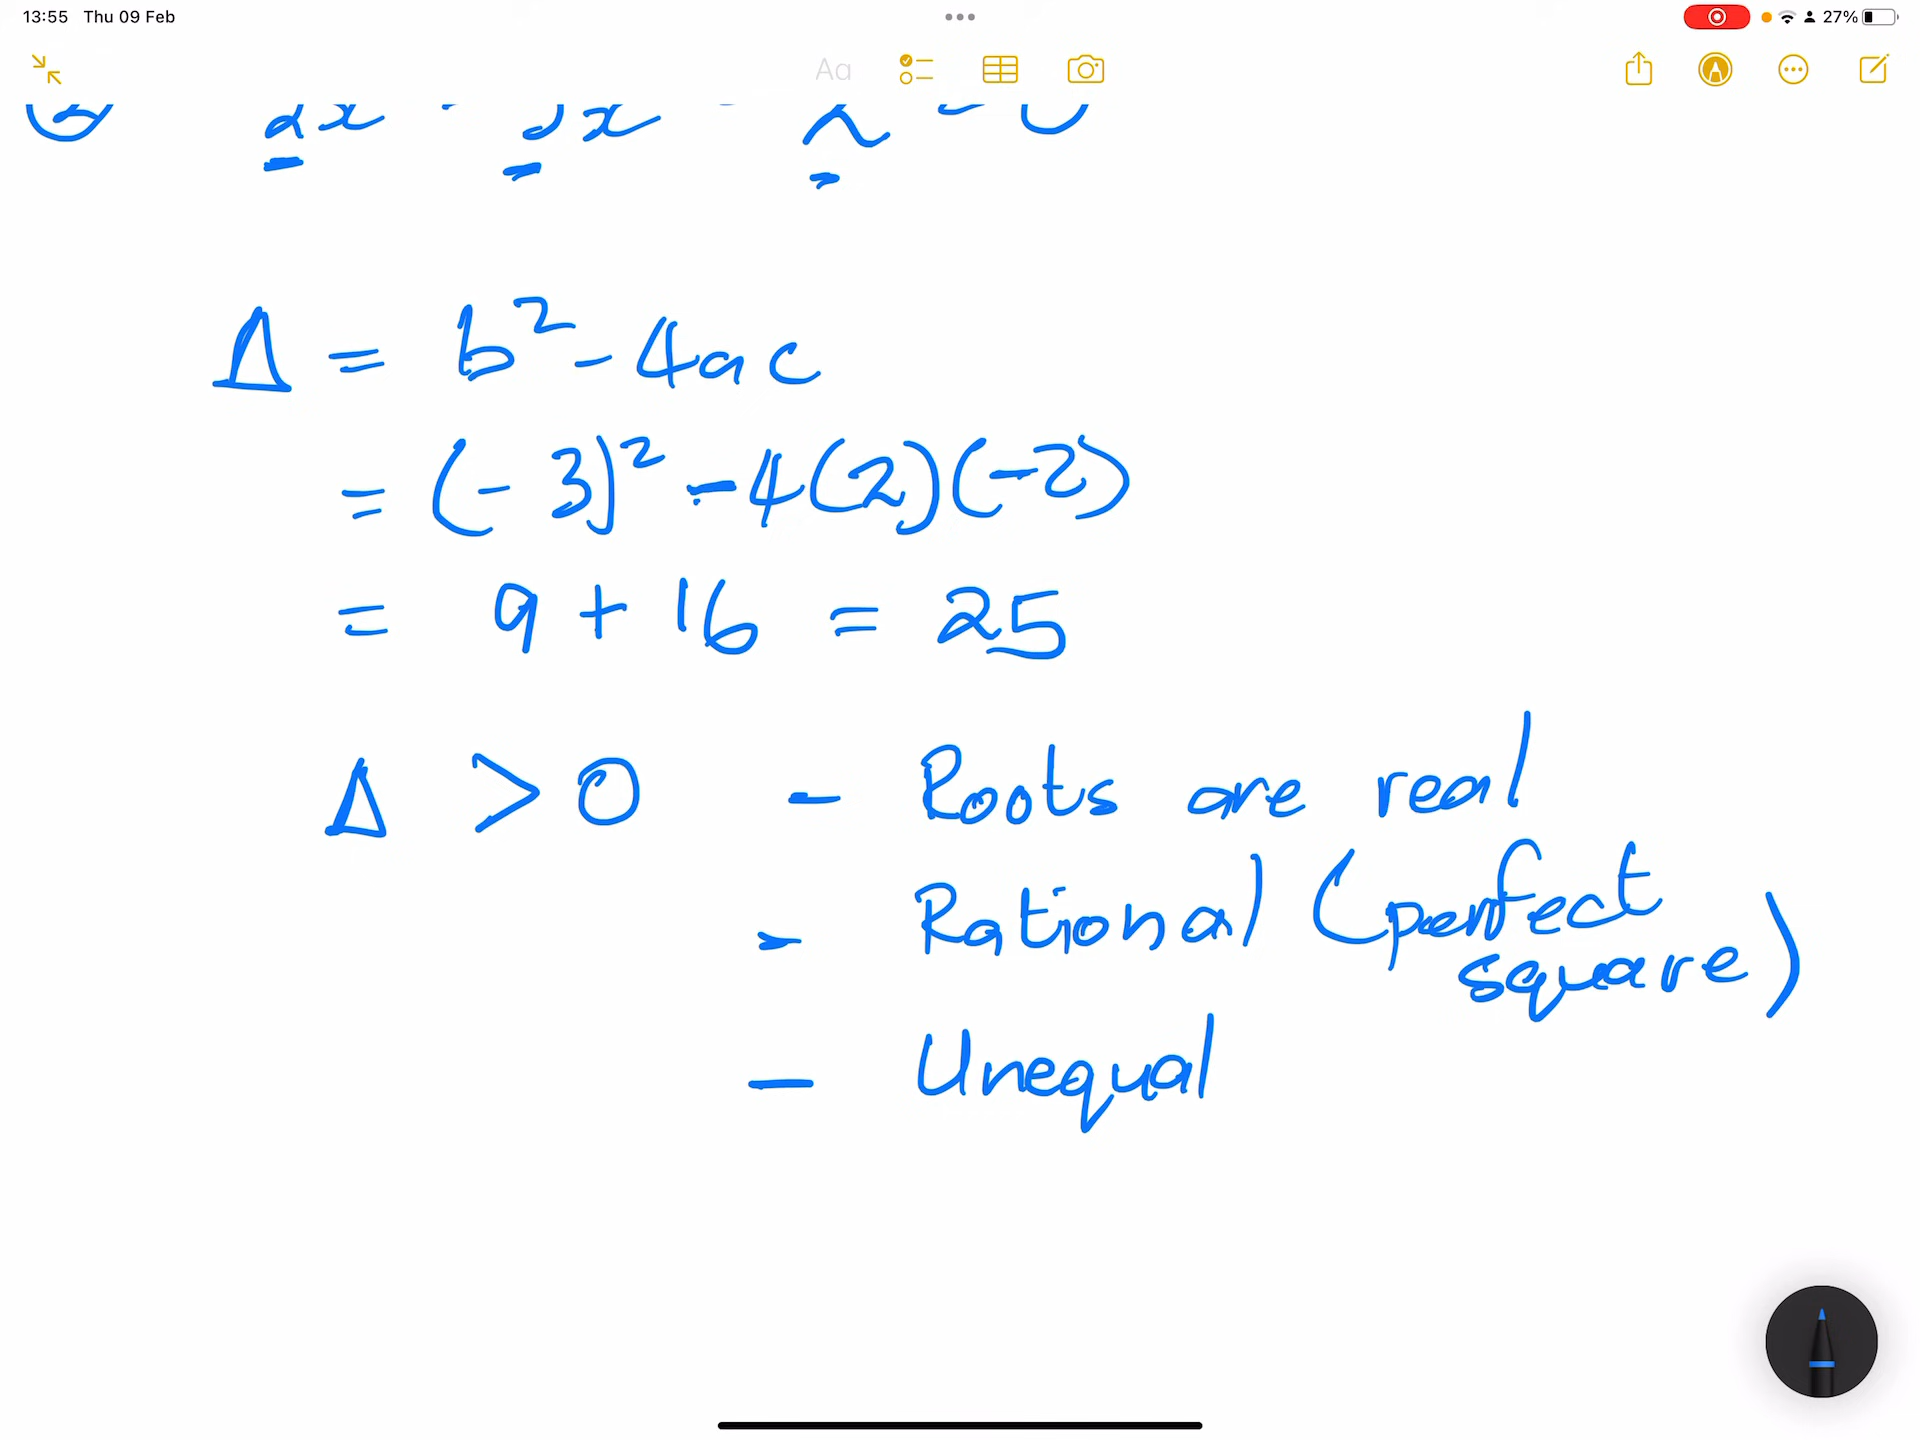 13:55 Thu 09 Feb 27%
Aa
Δ = b² - 4ac
= (-3)² - 4(2)(-2)
= 9 + 16 = 25
Δ > 0 - Roots are real
- Rational (perfect
square)
- Unequal